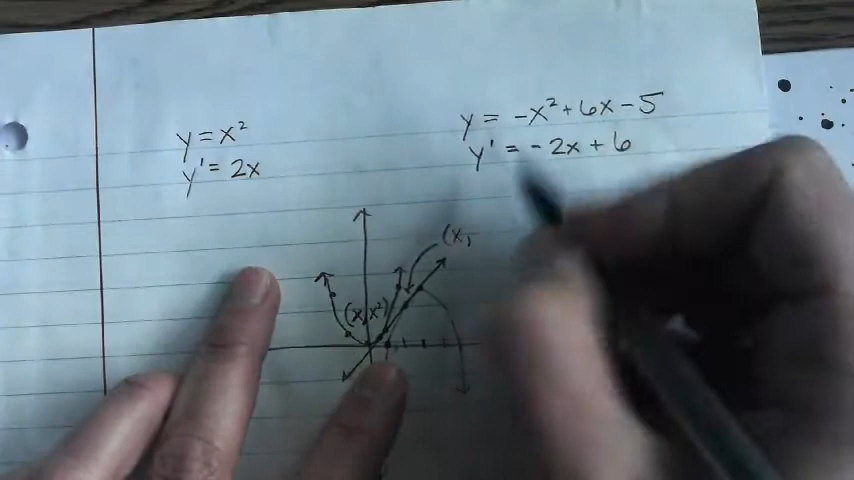 y = x²
y' = 2x
y = -x² + 6x - 5
y' = -2x + 6
(x,
(x, x²)